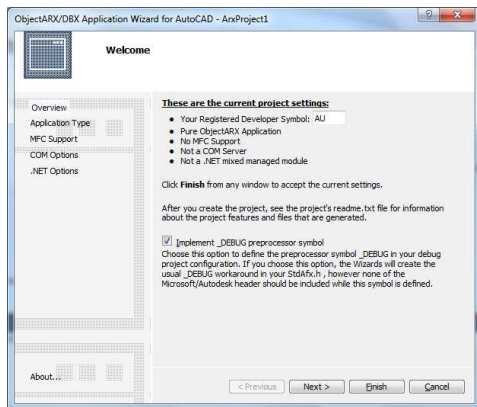 ObjectARX/DBX Application Wizard for AutoCAD - ArxProject1
Welcome
Overview
Application Type
MFC Support
COM Options
.NET Options
These are the current project settings:
• Your Registered Developer Symbol: AU
• Pure ObjectARX Application
• No MFC Support
• Not a COM Server
• Not a .NET mixed managed module
Click Finish from any window to accept the current settings.
After you create the project, see the project's readme.txt file for information
about the project features and files that are generated.
Implement _DEBUG preprocessor symbol
Choose this option to define the preprocessor symbol _DEBUG in your debug
project configuration. If you choose this option, the Wizards will create the
usual _DEBUG workaround in your StdAfx.h , however none of the
Microsoft/Autodesk header should be included while this symbol is defined.
About...
< Previous
Next >
Finish
Cancel